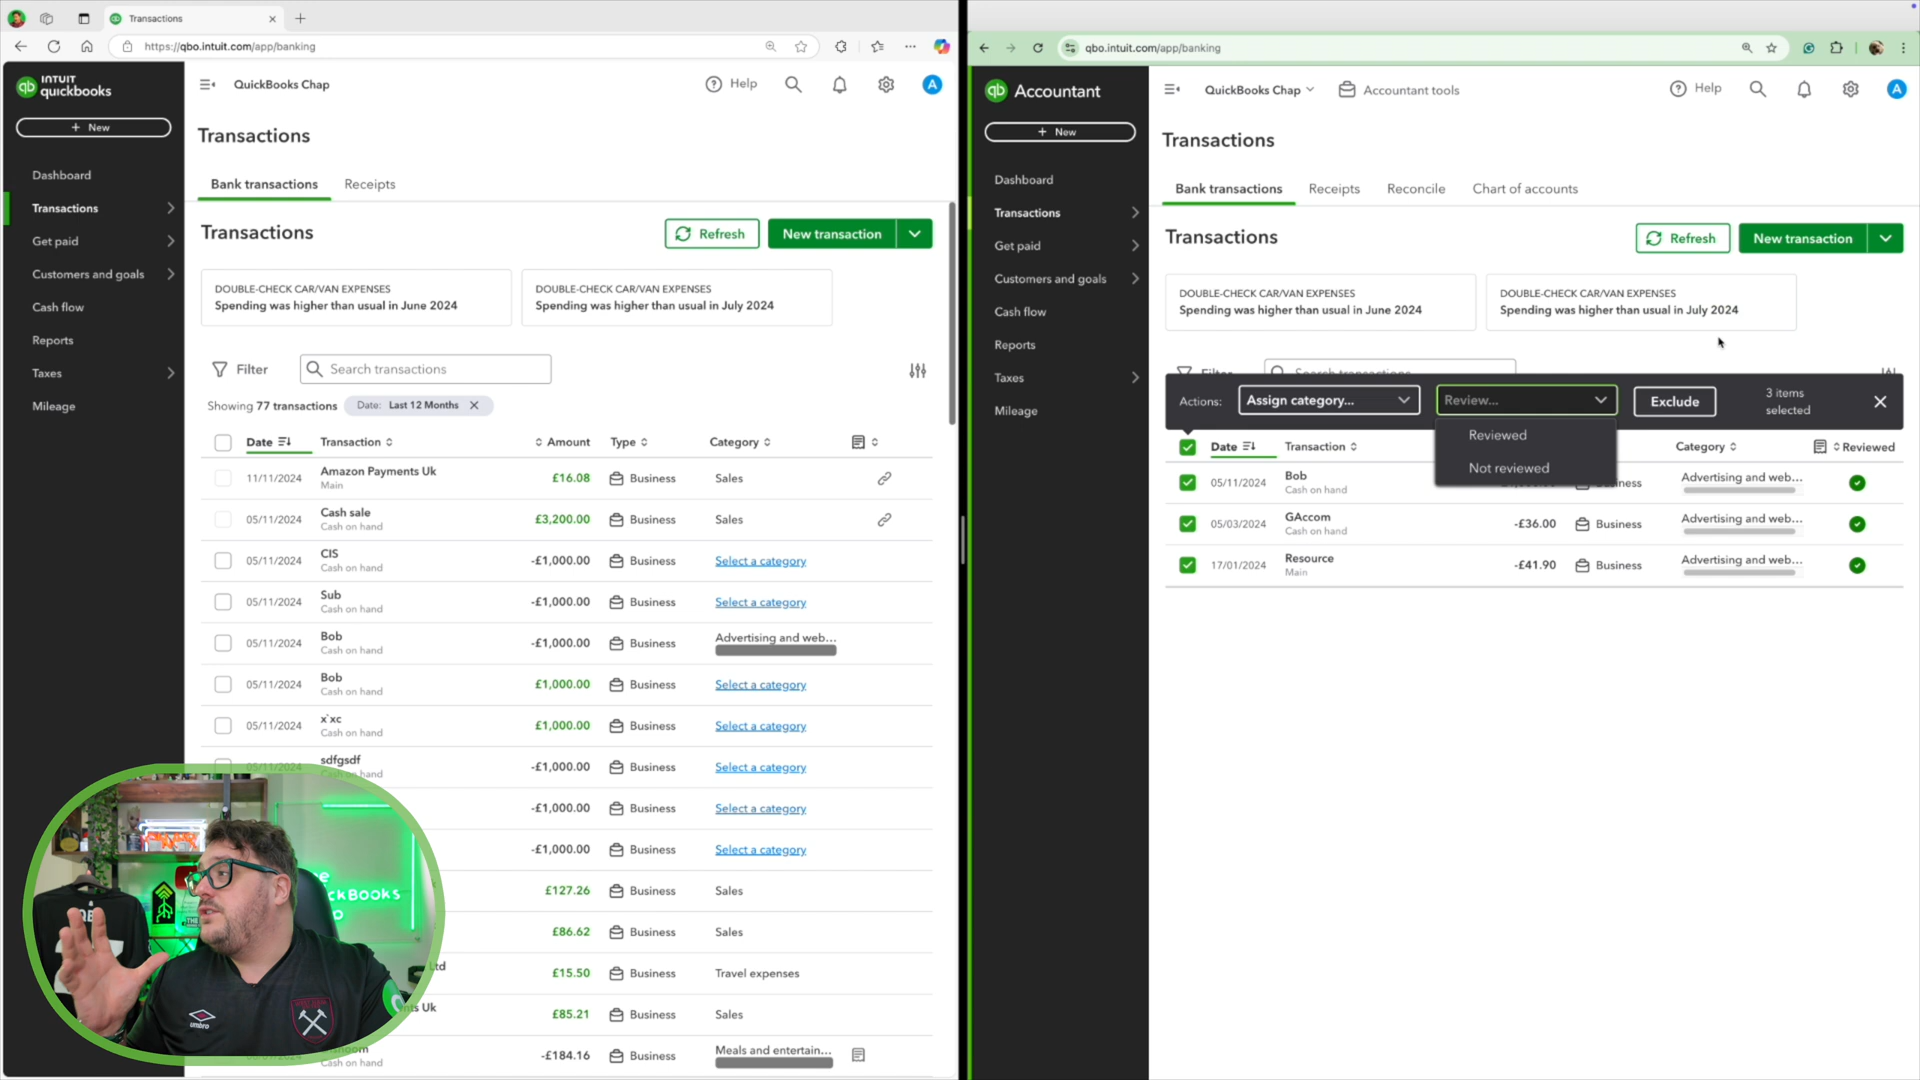 Transactions
https://qbo.intuit.com/app/banking
INTUIT
quickbooks
QuickBooks Chap
Help
A
+ New
Transactions
Dashboard
Transactions
Get paid
Customers and goals
Cash flow
Reports
Taxes
Mileage
Bank transactions
Receipts
Transactions
Refresh
New transaction
DOUBLE-CHECK CAR/VAN EXPENSES
Spending was higher than usual in June 2024
DOUBLE-CHECK CAR/VAN EXPENSES
Spending was higher than usual in July 2024
Filter
Search transactions
Showing 77 transactions
Date: Last 12 Months
Date
Transaction
Amount
Type
Category
11/11/2024
Amazon Payments Uk
Main
£16.08
Business
Sales
05/11/2024
Cash sale
Cash on hand
£3,200.00
Business
Sales
05/11/2024
CIS
Cash on hand
-£1,000.00
Business
Select a category
05/11/2024
Sub
Cash on hand
-£1,000.00
Business
Select a category
05/11/2024
Bob
Cash on hand
-£1,000.00
Business
Advertising and web...
05/11/2024
Bob
Cash on hand
£1,000.00
Business
Select a category
05/11/2024
x`xc
Cash on hand
£1,000.00
Business
Select a category
05/11/2024
sdfgsdf
hand
-£1,000.00
Business
Select a category
-£1,000.00
Business
Select a category
-£1,000.00
Business
Select a category
£127.26
Business
Sales
£86.62
Business
Sales
Ltd
£15.50
Business
Travel expenses
nts Uk
£85.21
Business
Sales
Cash on hand
-£184.16
Business
Meals and entertain...
ckBooks
umbro
qbo.intuit.com/app/banking
qb
Accountant
QuickBooks Chap
Accountant tools
Help
A
+ New
Transactions
Dashboard
Transactions
Get paid
Customers and goals
Cash flow
Reports
Taxes
Mileage
Bank transactions
Receipts
Reconcile
Chart of accounts
Transactions
Refresh
New transaction
DOUBLE-CHECK CAR/VAN EXPENSES
Spending was higher than usual in June 2024
DOUBLE-CHECK CAR/VAN EXPENSES
Spending was higher than usual in July 2024
Filter
Search transactions
Actions:
Assign category...
Review...
Exclude
3 items
selected
Reviewed
Not reviewed
Date
Transaction
Category
Reviewed
05/11/2024
Bob
Cash on hand
Advertising and web...
05/03/2024
GAccom
Cash on hand
-£36.00
Business
Advertising and web...
17/01/2024
Resource
Main
-£41.90
Business
Advertising and web...